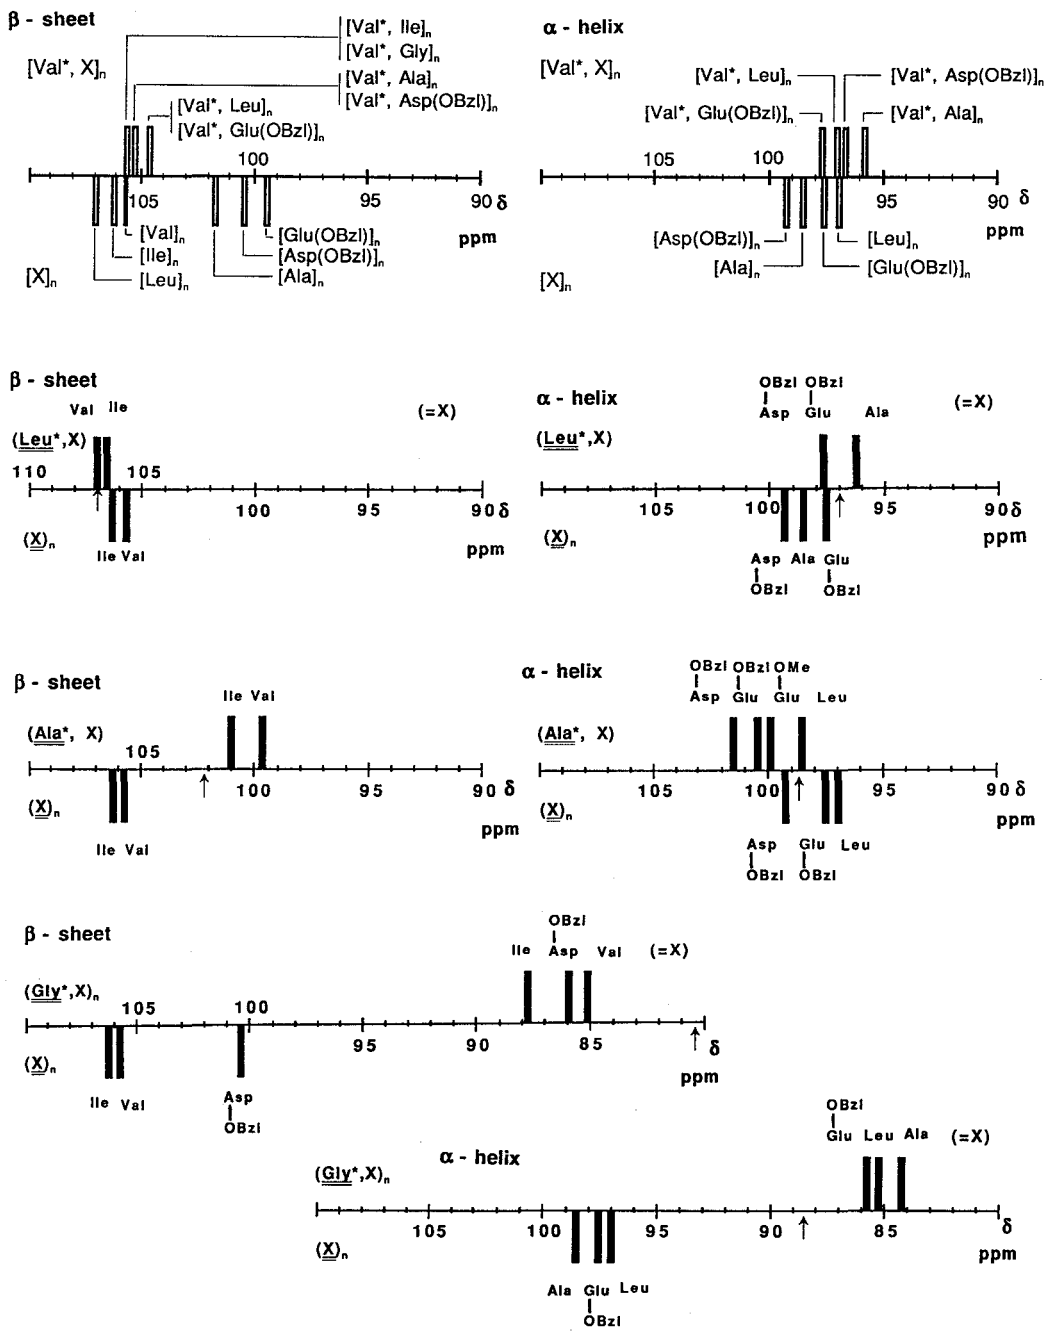 β - sheet
[Val*, X]n
[Val*, Ile]n
[Val*, Gly]n
[Val*, Ala]n
[Val*, Asp(OBzl)]n
[Val*, Leu]n
[Val*, Glu(OBzl)]n
100
105
95
90 δ
ppm
[Val]n
[Ile]n
[Leu]n
[Glu(OBzl)]n
[Asp(OBzl)]n
[Ala]n
[X]n
α - helix
[Val*, X]n
[Val*, Leu]n
[Val*, Asp(OBzl)]n
[Val*, Glu(OBzl)]n
[Val*, Ala]n
105
100
95
90 δ
ppm
[Asp(OBzl)]n
[Leu]n
[Ala]n
[Glu(OBzl)]n
[X]n
β - sheet
Val Ile
(=X)
(Leu*,X)
110
105
100
95
90 δ
ppm
(X)n
Ile Val
α - helix
OBzl OBzl
Asp Glu Ala
(=X)
(Leu*,X)
105
100
95
90 δ
ppm
(X)n
Asp Ala Glu
OBzl OBzl
β - sheet
Ile Val
(Ala*, X)
105
100
95
90 δ
ppm
(X)n
Ile Val
α - helix
OBzl OBzl OMe
Asp Glu Glu Leu
(Ala*, X)
105
100
95
90 δ
ppm
(X)n
Asp Glu Leu
OBzl OBzl
β - sheet
OBzl
Ile Asp Val (=X)
(Gly*,X)n
105
100
95
90
85
δ
ppm
(X)n
Ile Val
Asp
OBzl
α - helix
OBzl
Glu Leu Ala (=X)
(Gly*,X)n
105
100
95
90
85
δ
ppm
(X)n
Ala Glu Leu
OBzl